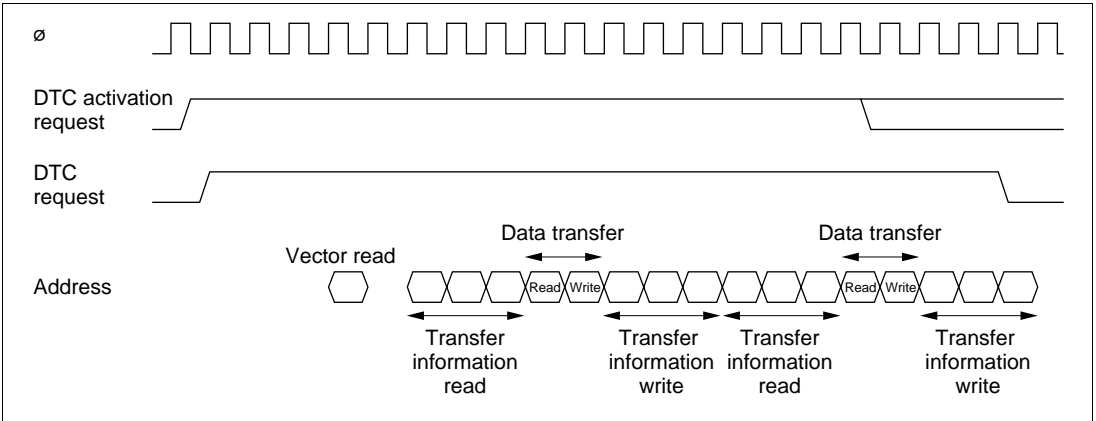 ø
DTC activation
request
DTC
request
Data transfer
Data transfer
Vector read
Address
Read Write
Read Write
Transfer
information
read
Transfer
information
write
Transfer
information
read
Transfer
information
write